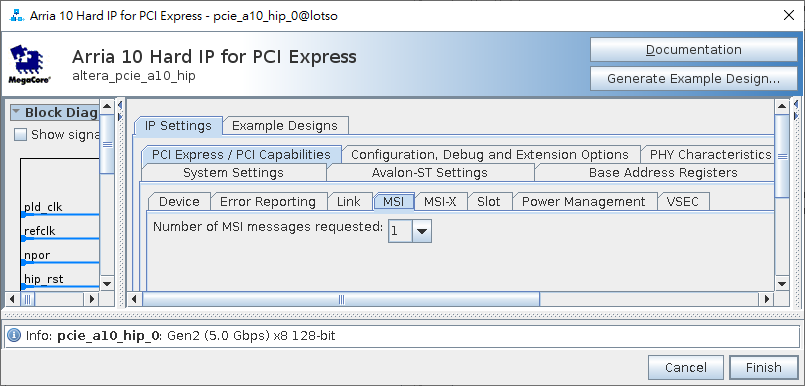 Arria 10 Hard IP for PCI Express - pcie_a10_hip_0@lotso
MegaCore®
Arria 10 Hard IP for PCI Express
altera_pcie_a10_hip
Documentation
Generate Example Design...
Block Diag
Show signa
pld_clk
refclk
npor
hip_rst
IP Settings Example Designs
PCI Express / PCI Capabilities Configuration, Debug and Extension Options PHY Characteristics
System Settings Avalon-ST Settings Base Address Registers
Device Error Reporting Link MSI MSI-X Slot Power Management VSEC
Number of MSI messages requested: 1
Info: pcie_a10_hip_0: Gen2 (5.0 Gbps) x8 128-bit
Cancel Finish